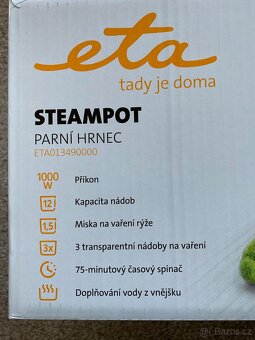 eta
tady je doma
STEAMPOT
PARNÍ HRNEC
ETA013490000
1000 W Příkon
12 Kapacita nádob
1,5 Miska na vaření rýže
3x 3 transparentní nádoby na vaření
75-minutový časový spínač
Doplňování vody z vnějšku
Bazos.cz